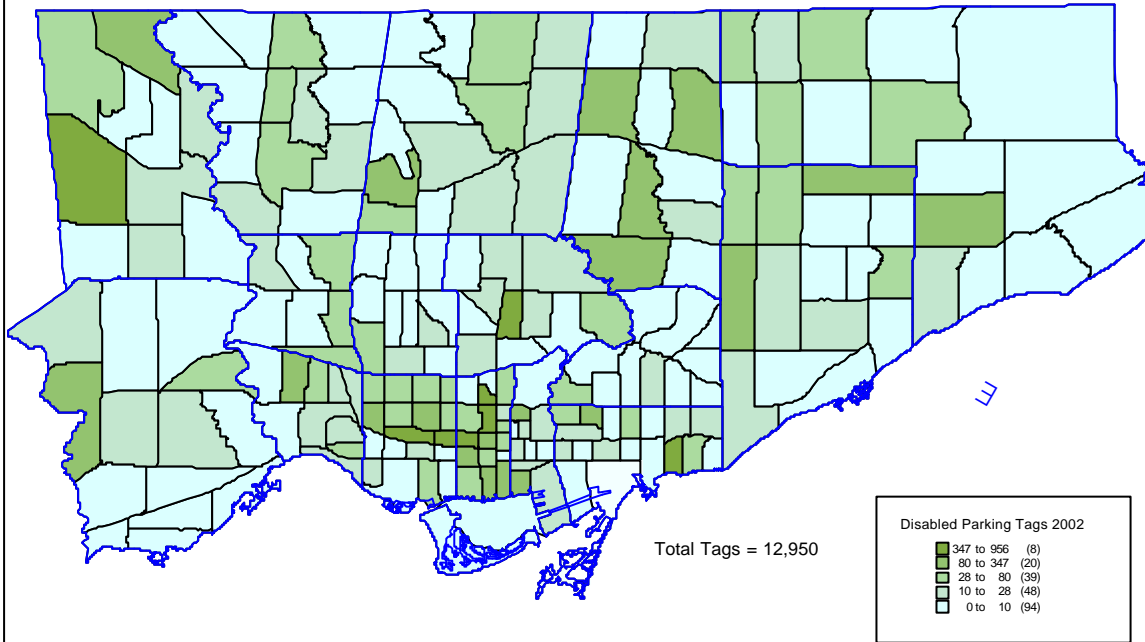 Total Tags = 12,950
Disabled Parking Tags 2002
347 to 956 (8)
80 to 347 (20)
28 to 80 (39)
10 to 28 (48)
0 to 10 (94)